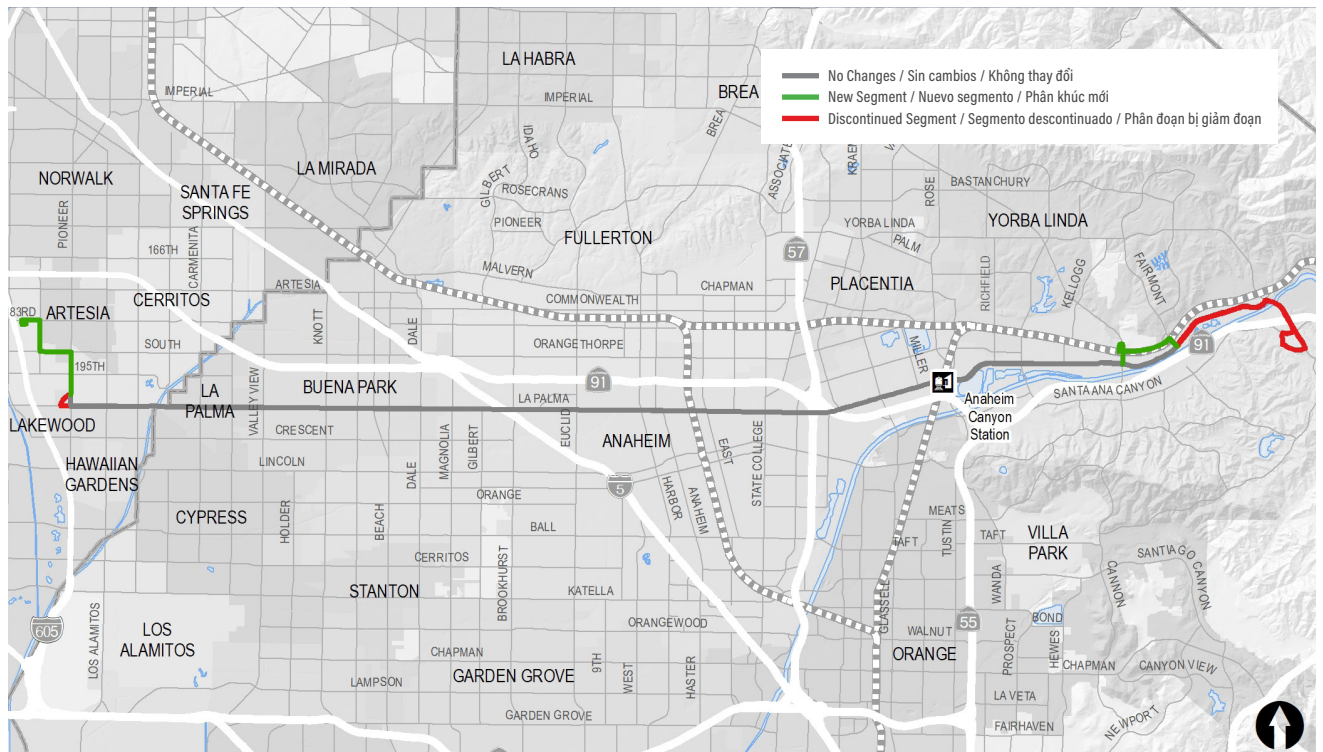 No Changes / Sin cambios / Không thay đổi
New Segment / Nuevo segmento / Phân khúc mới
Discontinued Segment / Segmento descontinuado / Phân đoạn bị giảm đoạn
LA HABRA
IMPERIAL
IMPERIAL
BREA
BREA
IDAHO
GILBERT
ROSECRANS
PIONEER
LA MIRADA
NORWALK
SANTA FE
SPRINGS
PIONEER
166TH
CARMENITA
FULLERTON
MALVERN
57
ROSE
BASTANCHURY
YORBA LINDA
PALM
YORBA LINDA
PLACENTIA
RICHFIELD
KELLOGG
FAIRMONT
ARTESIA
CERRITOS
ARTESIA
83RD
SOUTH
195TH
KNOTT
DALE
COMMONWEALTH
CHAPMAN
ORANGETHORPE
MILLER
91
91
LA
PALMA
VALLEY VIEW
BUENA PARK
LA PALMA
EUCLID
ANAHEIM
EAST
STATE COLLEGE
Anaheim
Canyon
Station
SANTA ANA CANYON
LAKEWOOD
CRESCENT
LINCOLN
HAWAIIAN
GARDENS
CYPRESS
HOLDER
BEACH
DALE
MAGNOLIA
GILBERT
ORANGE
BALL
5
HARBOR
ANAHEIM
CERRITOS
STANTON
BROOKHURST
KATELLA
ORANGEWOOD
MEATS
TAFT
TUSTIN
TAFT
VILLA
PARK
SANTIAGO CANYON
CANNON
WANDA
GLASSELL
55
WALNUT
ORANGE
PROSPECT
BOND
HEWES
CHAPMAN
CANYON VIEW
605
LOS ALAMITOS
LOS
ALAMITOS
CHAPMAN
LAMPSON
GARDEN GROVE
9TH
WEST
HASTER
GARDEN GROVE
LA VETA
FAIRHAVEN
NEWPORT